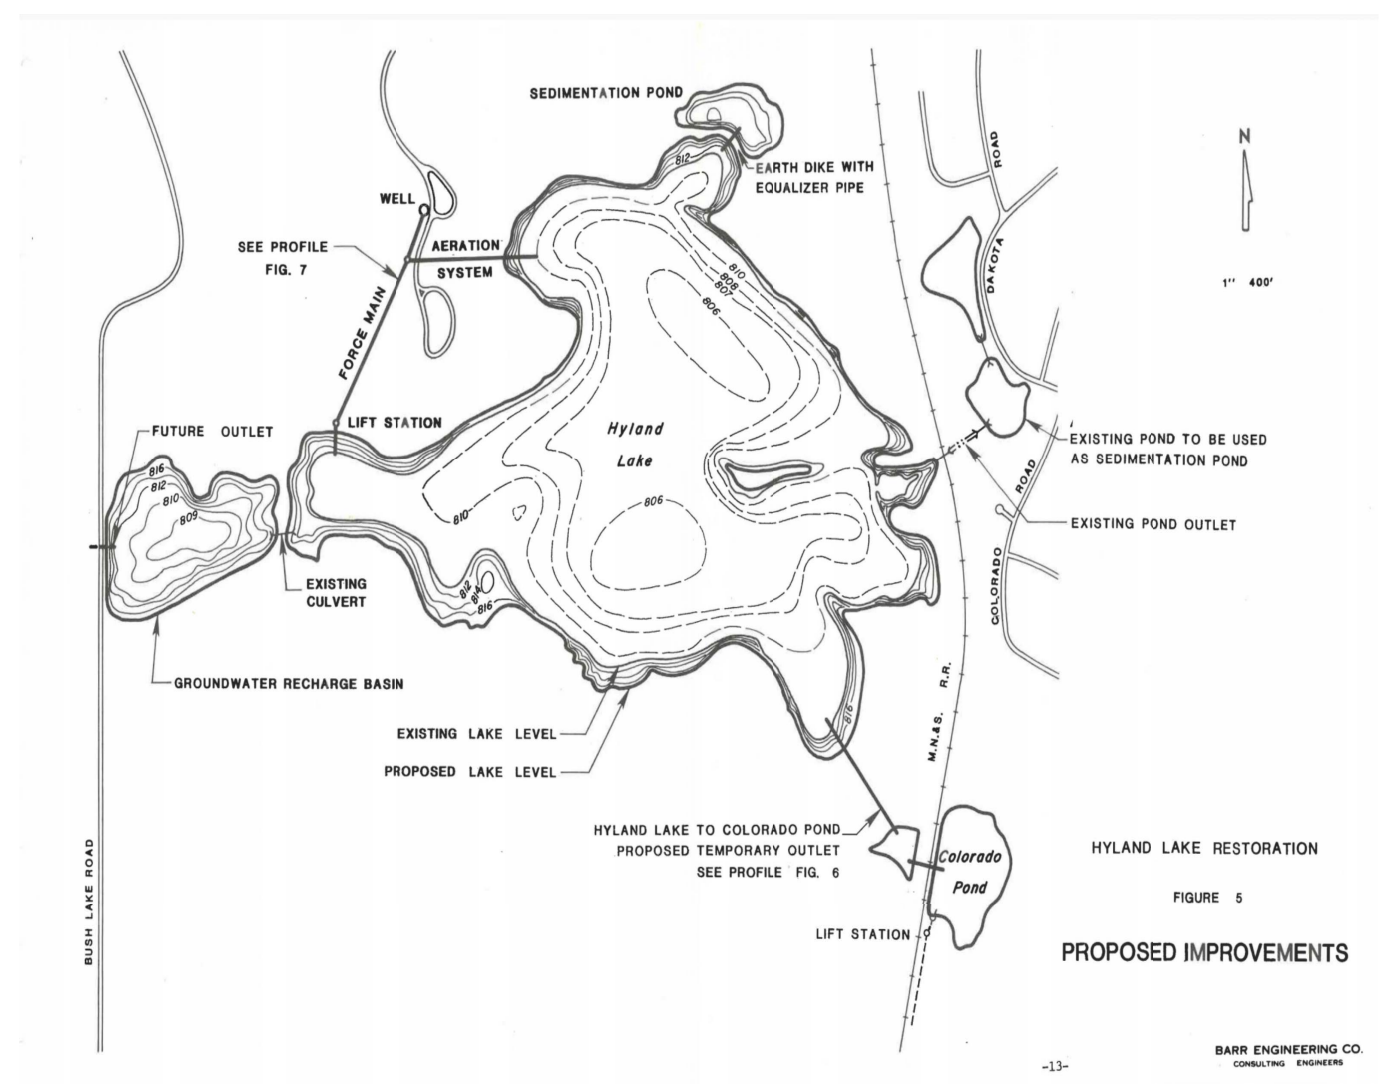 SEDIMENTATION POND
812
EARTH DIKE WITH
EQUALIZER PIPE
ROAD
N
1" 400'
WELL
SEE PROFILE
FIG. 7
AERATION
SYSTEM
DAKOTA
810
808
807
806
FORCE MAIN
LIFT STATION
FUTURE OUTLET
Hyland
Lake
816
812
810
809
810
806
EXISTING POND TO BE USED
AS SEDIMENTATION POND
ROAD
EXISTING POND OUTLET
EXISTING
CULVERT
812
814
816
COLORADO
GROUNDWATER RECHARGE BASIN
816
M.N.&S. R.R.
EXISTING LAKE LEVEL
PROPOSED LAKE LEVEL
HYLAND LAKE TO COLORADO POND
PROPOSED TEMPORARY OUTLET
SEE PROFILE FIG. 6
Colorado
Pond
LIFT STATION
BUSH LAKE ROAD
HYLAND LAKE RESTORATION
FIGURE 5
PROPOSED IMPROVEMENTS
BARR ENGINEERING CO.
CONSULTING ENGINEERS
-13-